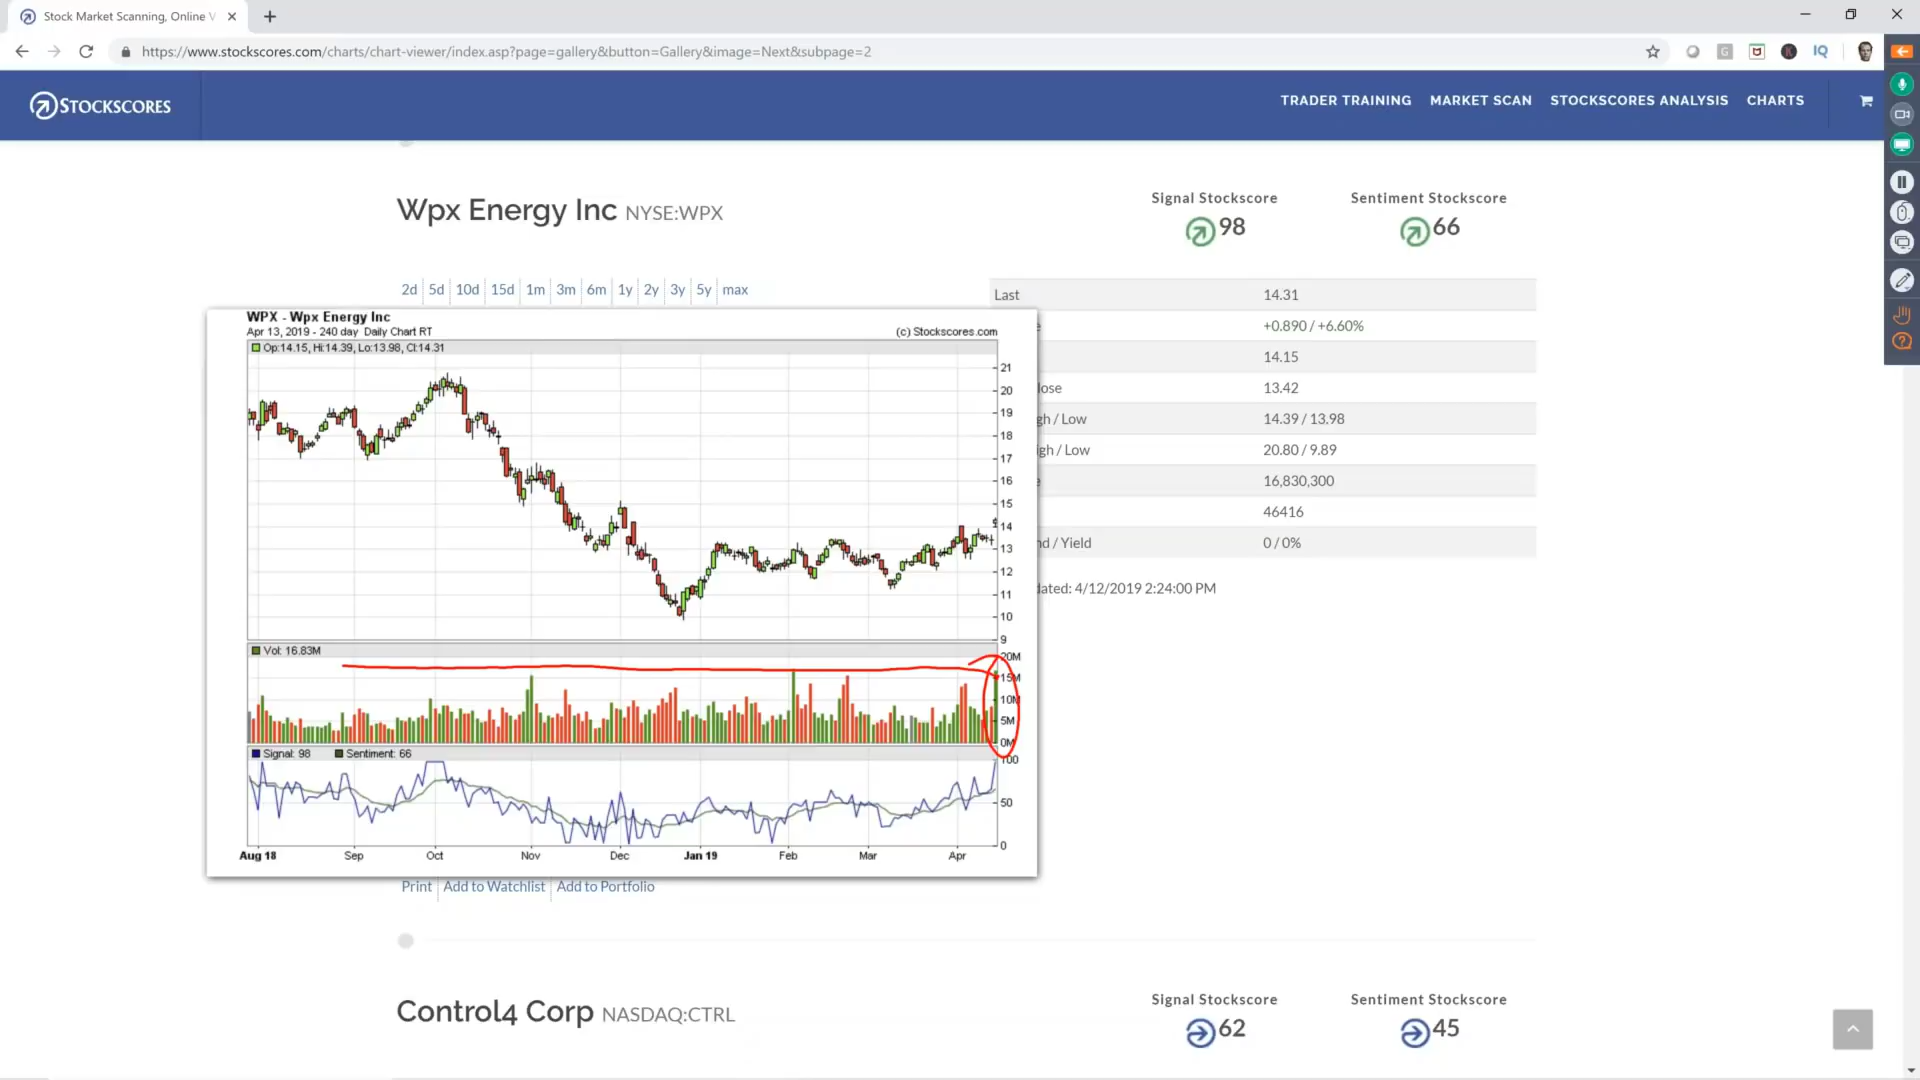 Stock Market Scanning, Online V
https://www.stockscores.com/charts/chart-viewer/index.asp?page=gallery&button=Gallery&image=Next&subpage=2
IQ
STOCKSCORES
TRADER TRAINING
MARKET SCAN
STOCKSCORES ANALYSIS
CHARTS
Wpx Energy Inc NYSE:WPX
Signal Stockscore
98
Sentiment Stockscore
66
2d 5d 10d 15d 1m 3m 6m 1y 2y 3y 5y max
WPX - Wpx Energy Inc
Apr 13, 2019 - 240 day Daily Chart RT
(c) Stockscores.com
Op:14.15, Hi:14.39, Lo:13.98, Cl:14.31
21
20
19
18
17
16
15
14
13
12
11
10
9
Vol: 16.83M
20M
15M
10M
5M
0M
Signal: 98 Sentiment: 66
100
50
0
Aug 18 Sep Oct Nov Dec Jan 19 Feb Mar Apr
Last 14.31
e +0.890 / +6.60%
14.15
lose 13.42
gh / Low 14.39 / 13.98
igh / Low 20.80 / 9.89
e 16,830,300
46416
nd / Yield 0 / 0%
dated: 4/12/2019 2:24:00 PM
Print Add to Watchlist Add to Portfolio
Control4 Corp NASDAQ:CTRL
Signal Stockscore
62
Sentiment Stockscore
45